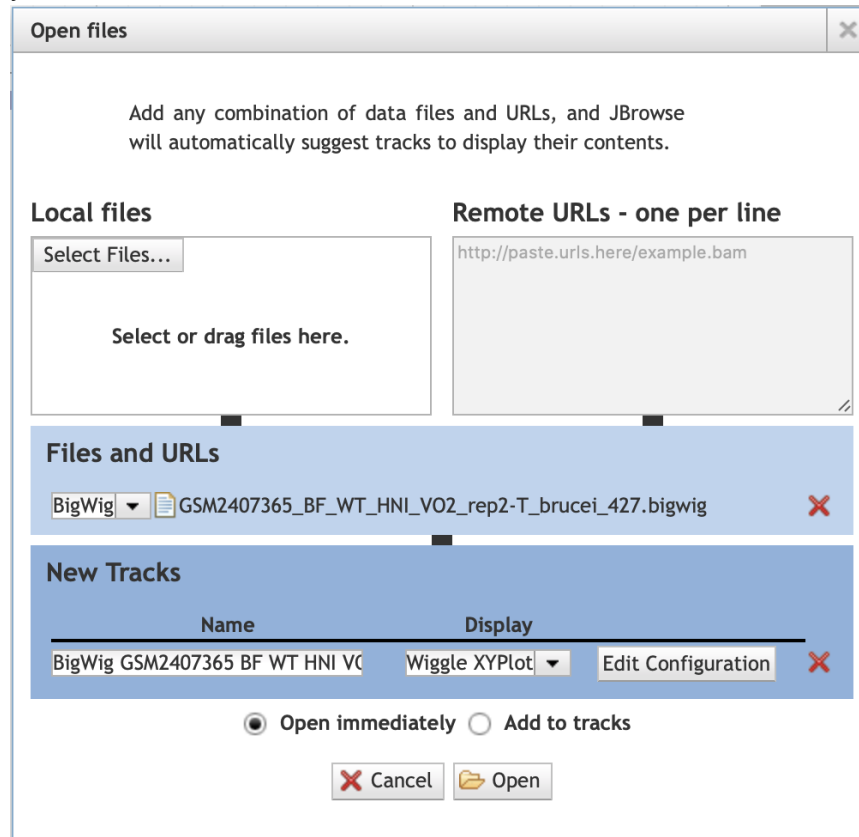 Open files
Add any combination of data files and URLs, and JBrowse
will automatically suggest tracks to display their contents.
Local files
Remote URLs - one per line
Select Files...
http://paste.urls.here/example.bam
Select or drag files here.
Files and URLs
BigWig GSM2407365_BF_WT_HNI_VO2_rep2-T_brucei_427.bigwig
New Tracks
Name Display
BigWig GSM2407365 BF WT HNI Wiggle XYPlot Edit Configuration
Open immediately Add to tracks
Cancel Open